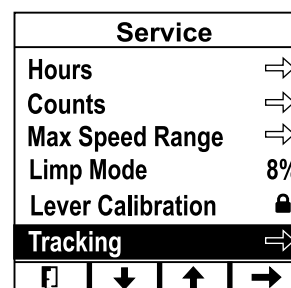 Service
Hours
Counts
Max Speed Range
Limp Mode 8%
Lever Calibration
Tracking